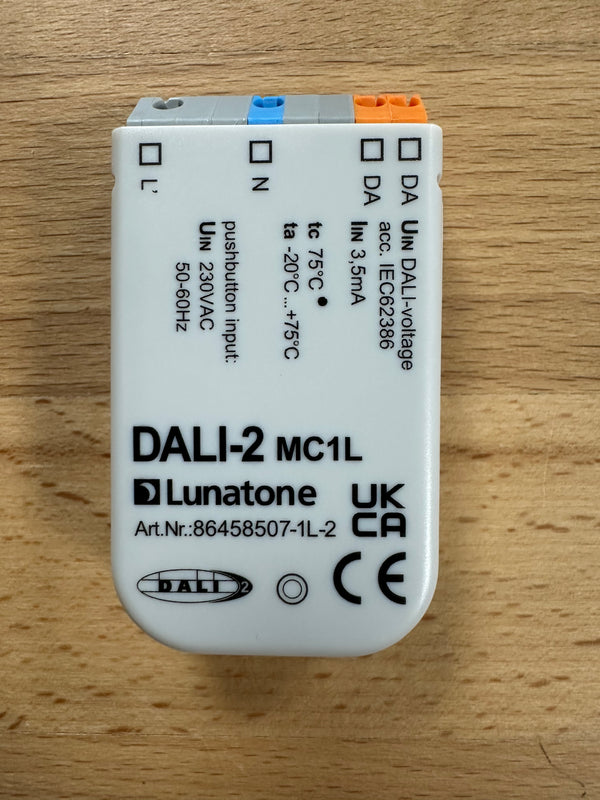 DA UIN DALI-voltage
acc. IEC62386
DA IIN 3,5mA
tc 75°C
ta -20°C...+75°C
N
pushbutton input:
UIN 230VAC
50-60Hz
L'
DALI-2 MC1L
Lunatone
Art.Nr.:86458507-1L-2
UK
CA
DALI 2
CE